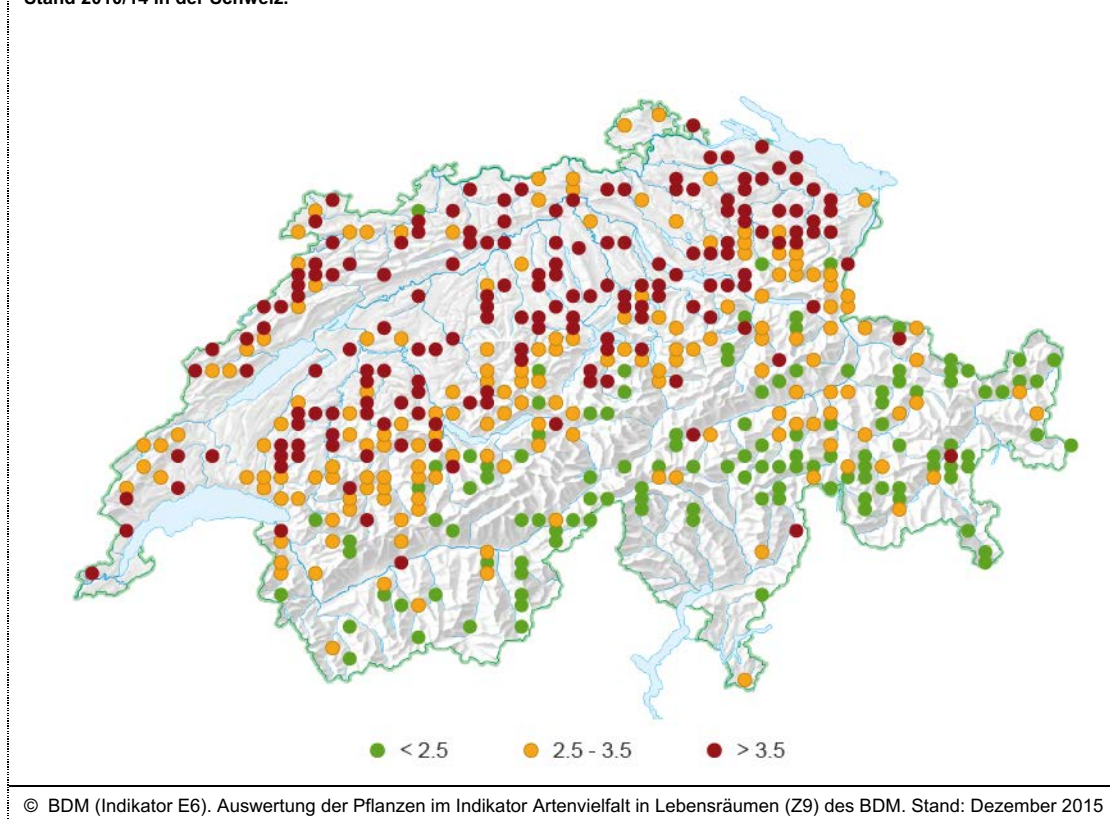 Stand 2010/14 in der Schweiz.
< 2.5 2.5 - 3.5 > 3.5
© BDM (Indikator E6). Auswertung der Pflanzen im Indikator Artenvielfalt in Lebensräumen (Z9) des BDM. Stand: Dezember 2015